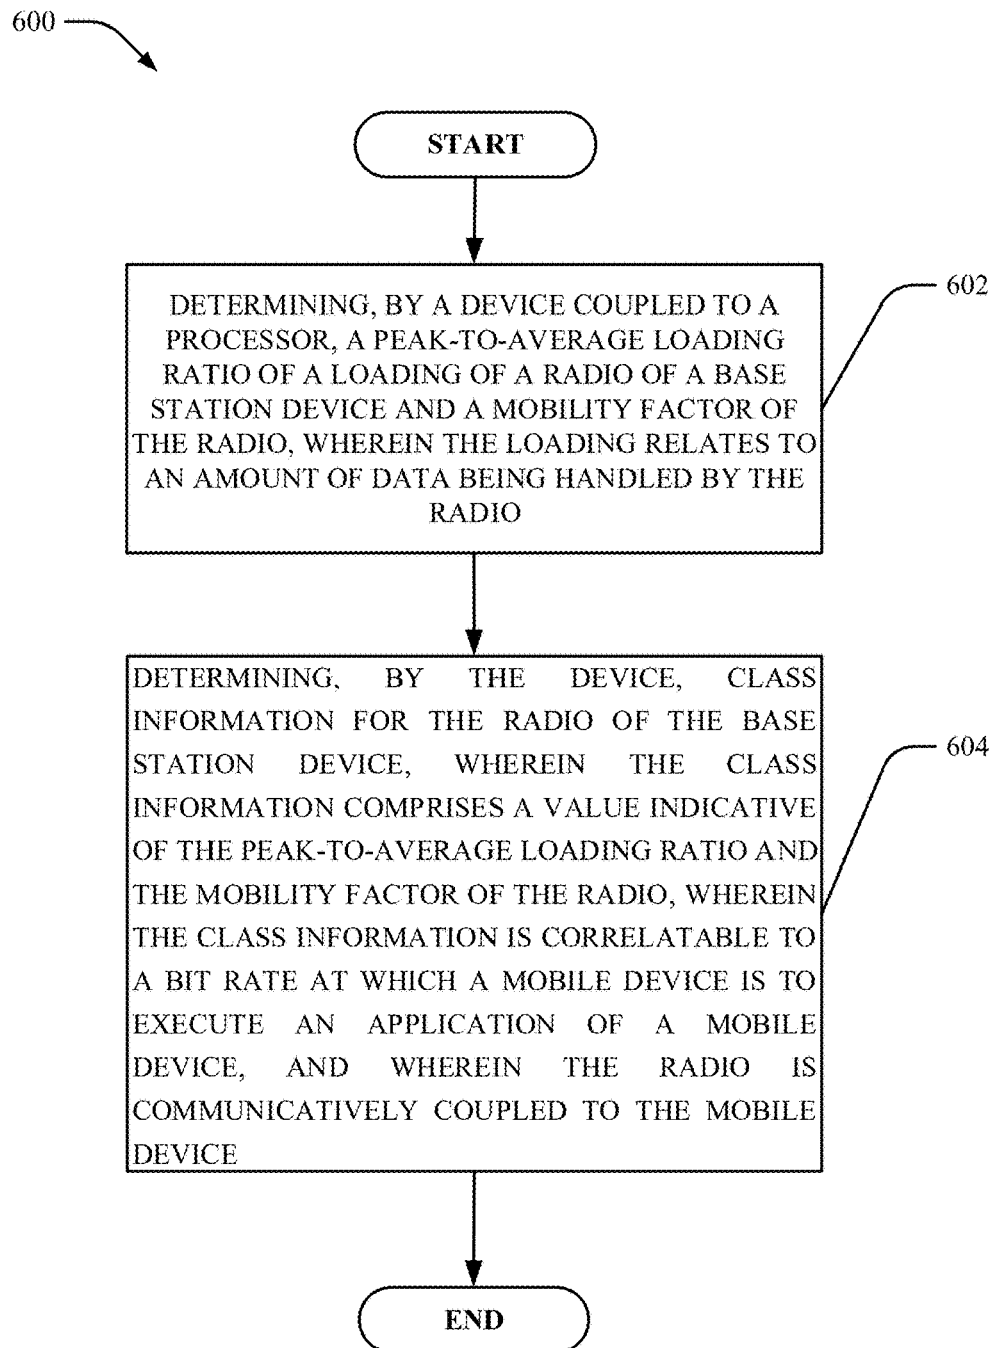 600
START
DETERMINING, BY A DEVICE COUPLED TO A
PROCESSOR, A PEAK-TO-AVERAGE LOADING
RATIO OF A LOADING OF A RADIO OF A BASE
STATION DEVICE AND A MOBILITY FACTOR OF
THE RADIO, WHEREIN THE LOADING RELATES TO
AN AMOUNT OF DATA BEING HANDLED BY THE
RADIO
602
DETERMINING, BY THE DEVICE, CLASS
INFORMATION FOR THE RADIO OF THE BASE
STATION DEVICE, WHEREIN THE CLASS
INFORMATION COMPRISES A VALUE INDICATIVE
OF THE PEAK-TO-AVERAGE LOADING RATIO AND
THE MOBILITY FACTOR OF THE RADIO, WHEREIN
THE CLASS INFORMATION IS CORRELATABLE TO
A BIT RATE AT WHICH A MOBILE DEVICE IS TO
EXECUTE AN APPLICATION OF A MOBILE
DEVICE, AND WHEREIN THE RADIO IS
COMMUNICATIVELY COUPLED TO THE MOBILE
DEVICE
604
END